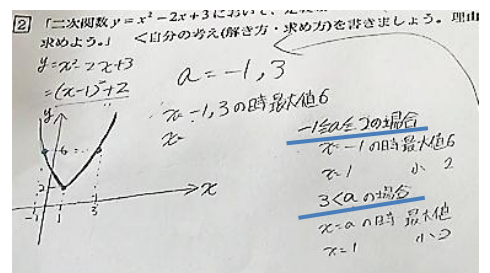 2 「二次関数 y = x² - 2x + 3 において、
求めよう。」 <自分の考え(解き方・求め方)を書きましょう。理由
y=x²-2x+3
=(x-1)²+2
a = -1, 3
x=-1,3の時最大値6
x=
y
6
2
-1 1 3
x
-1≦a≦2の場合
x=-1の時最大値6
x=1 小 2
3<aの場合
x=aの時 最大値
x=1 小2